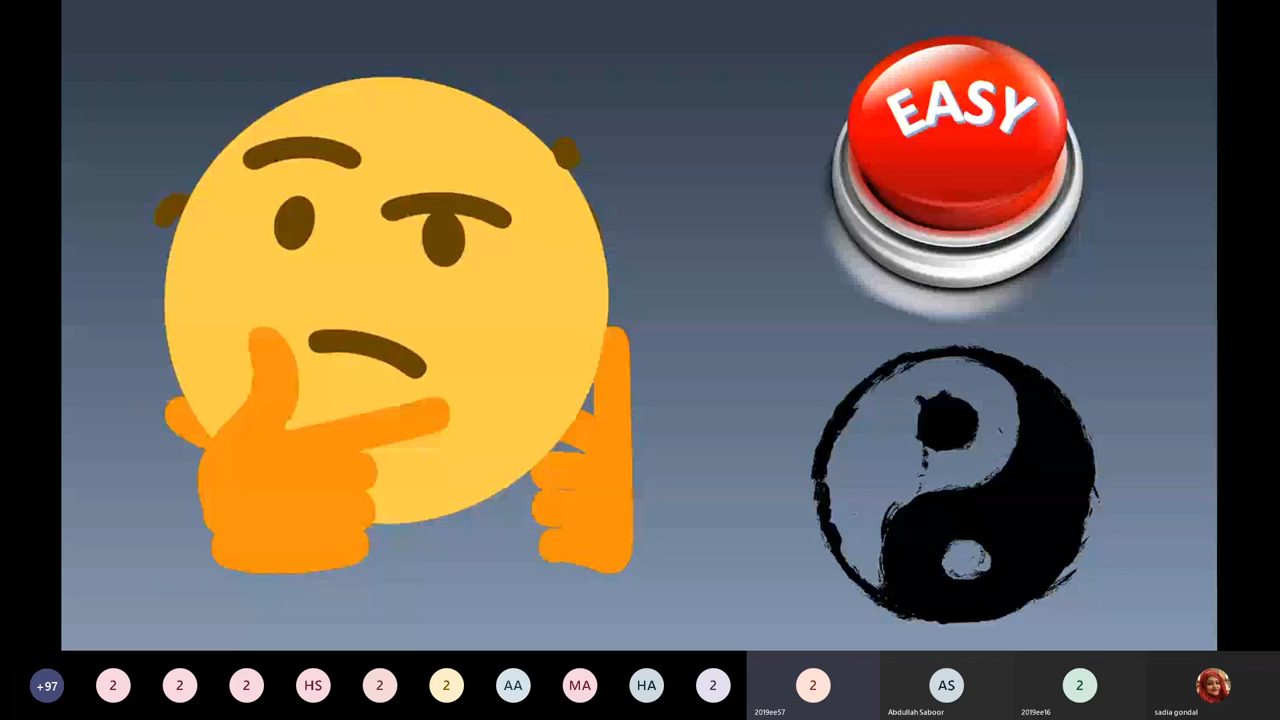 EASY
+97
2
2
2
HS
2
2
AA
MA
HA
2
2
AS
2
2019ee57
Abdullah Saboor
2019ee16
sadia gondal